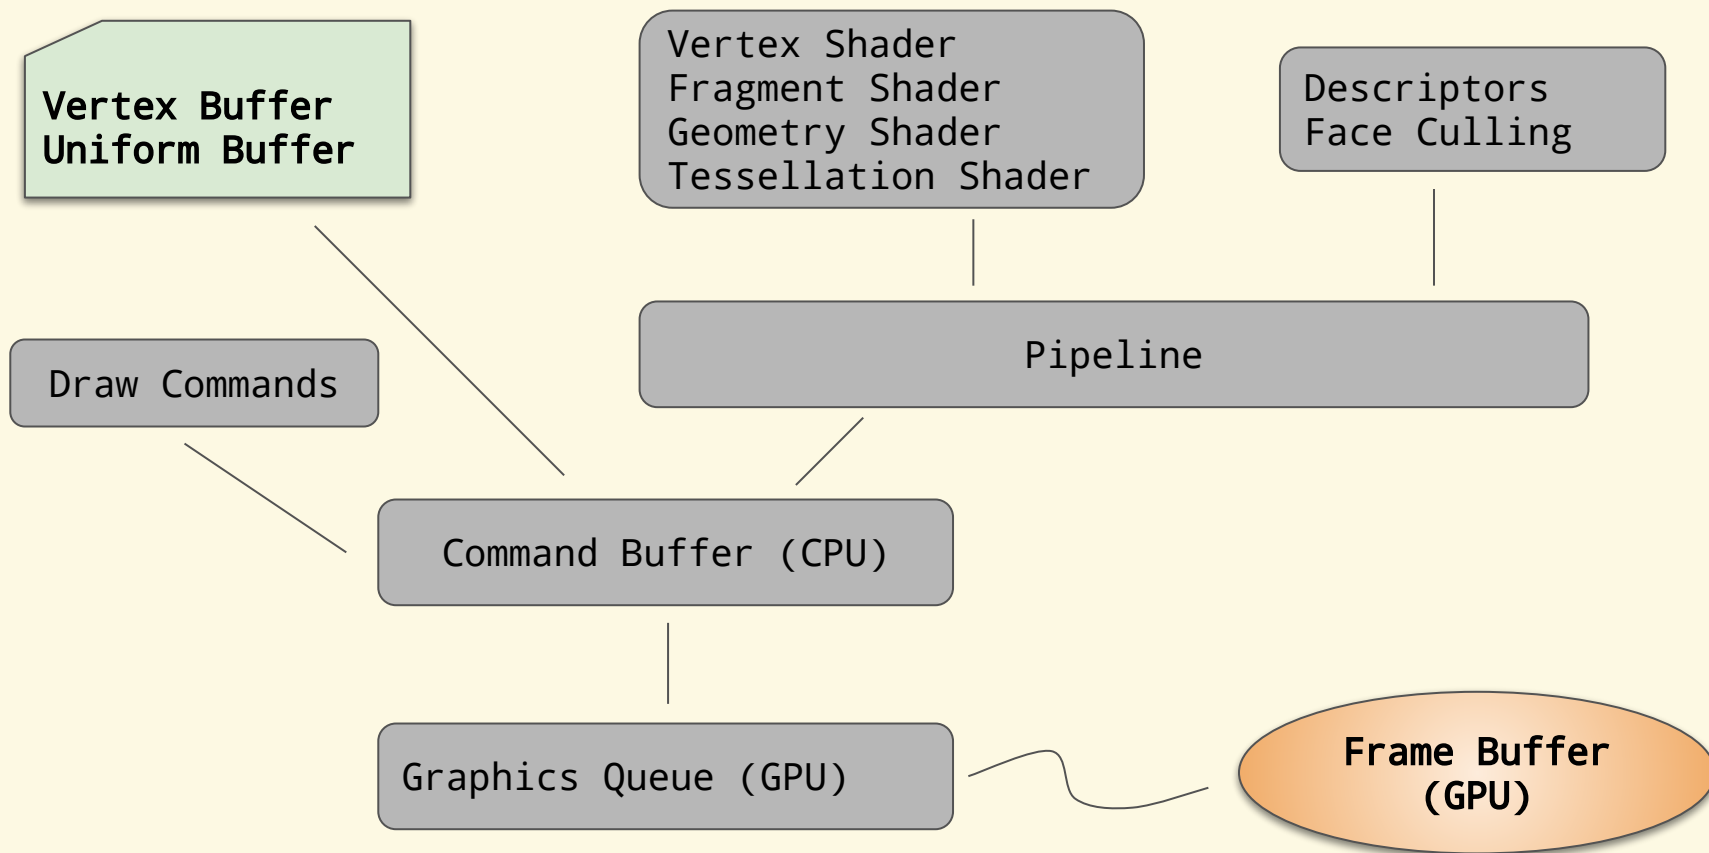 Vertex Buffer
Uniform Buffer
Vertex Shader
Fragment Shader
Geometry Shader
Tessellation Shader
Descriptors
Face Culling
Draw Commands
Pipeline
Command Buffer (CPU)
Graphics Queue (GPU)
Frame Buffer
(GPU)